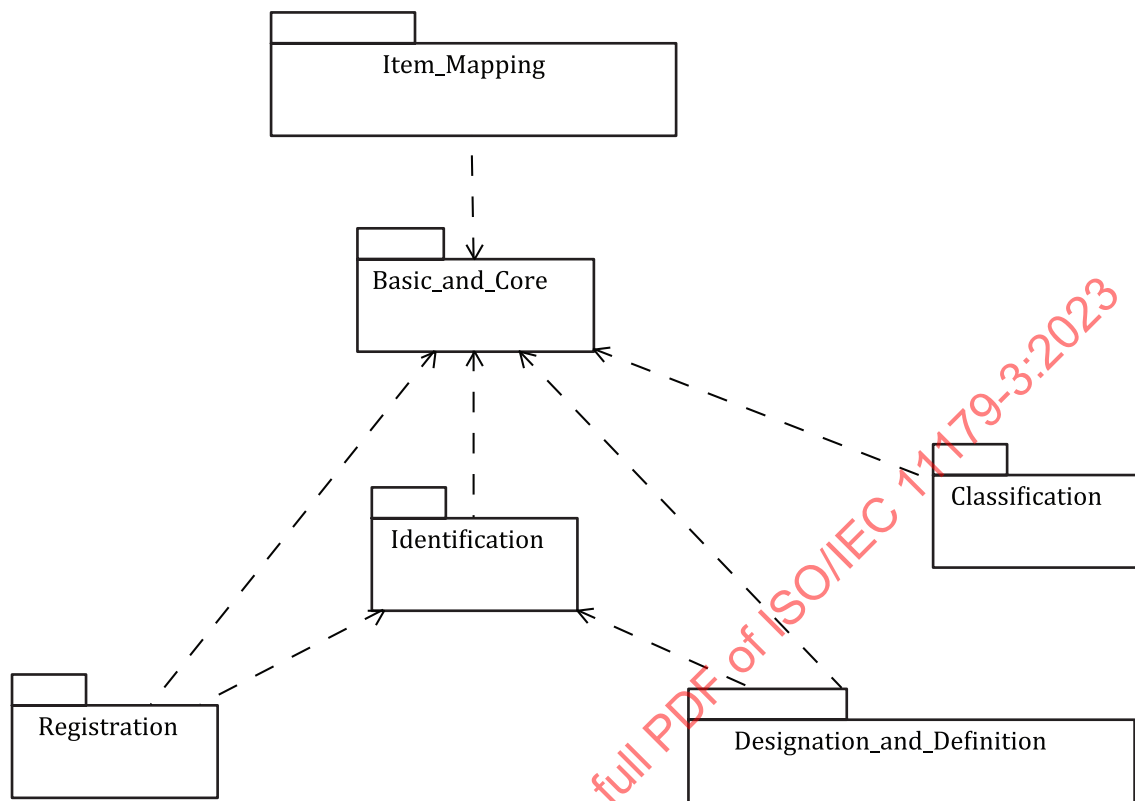 Item_Mapping
Basic_and_Core
Classification
Identification
Registration
Designation_and_Definition
full PDF of ISO/IEC 11179-3:2023